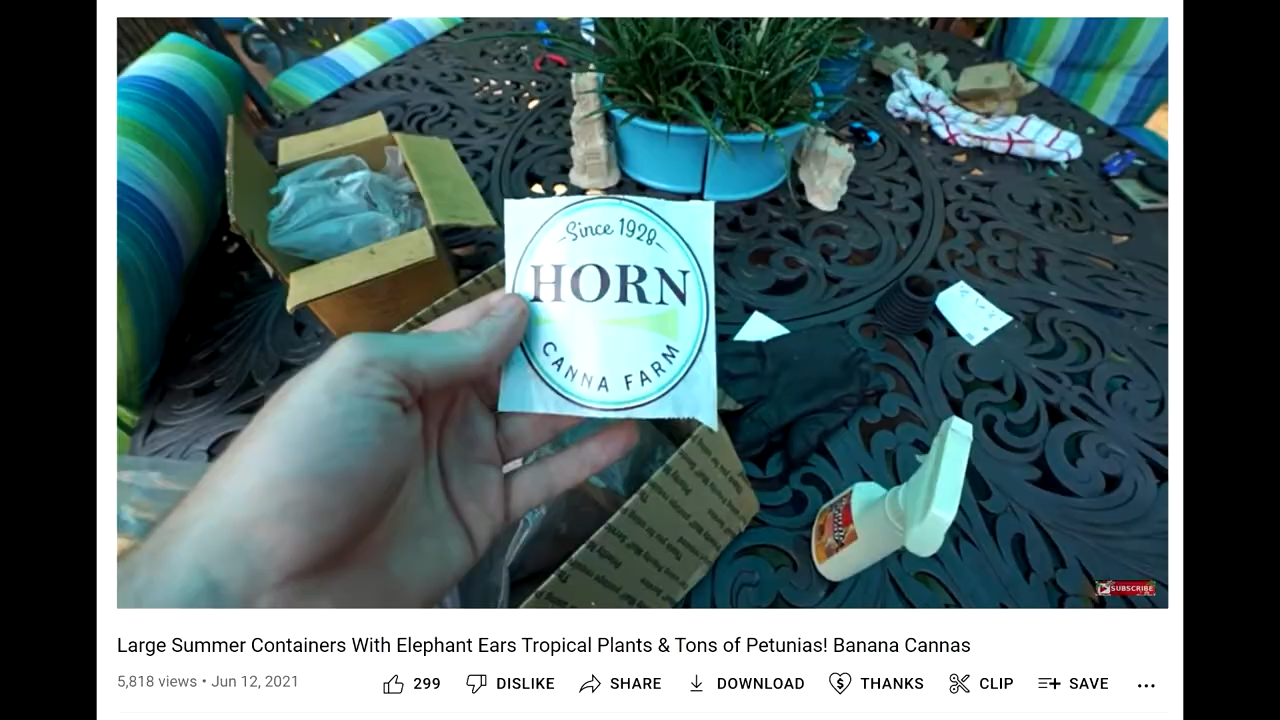 -Since 1928-
HORN
CANNA FARM
SUBSCRIBE
Large Summer Containers With Elephant Ears Tropical Plants & Tons of Petunias! Banana Cannas
5,818 views • Jun 12, 2021
299 DISLIKE SHARE DOWNLOAD THANKS CLIP SAVE ...